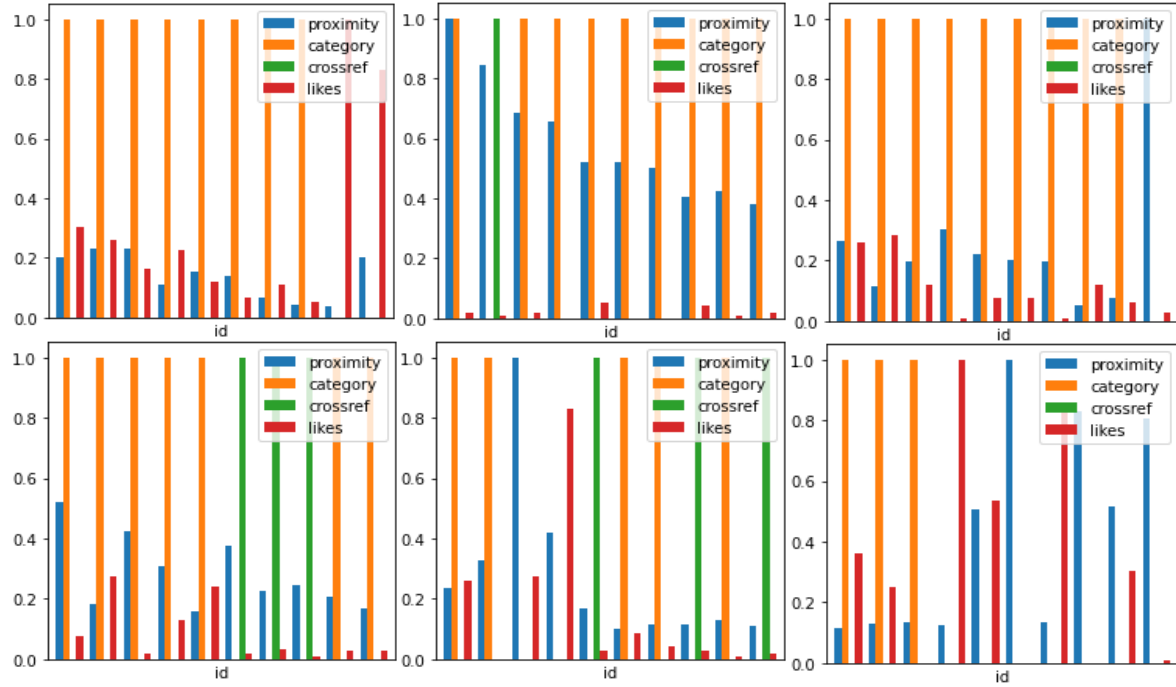 1.0
0.8
0.6
0.4
0.2
0.0
id
proximity
category
crossref
likes
1.0
0.8
0.6
0.4
0.2
0.0
id
proximity
category
crossref
likes
1.0
0.8
0.6
0.4
0.2
0.0
id
proximity
category
crossref
likes
1.0
0.8
0.6
0.4
0.2
0.0
id
proximity
category
crossref
likes
1.0
0.8
0.6
0.4
0.2
0.0
id
proximity
category
crossref
likes
1.0
0.8
0.6
0.4
0.2
0.0
id
proximity
category
crossref
likes